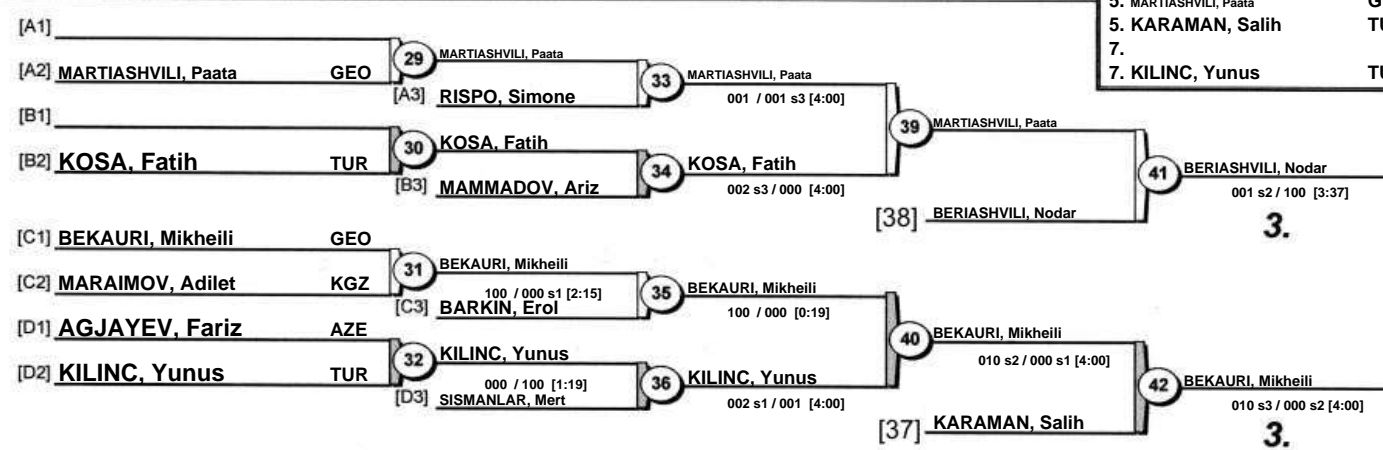 5. MARTIASHVILI, Paata G
5. KARAMAN, Salih TU
7.
7. KILINC, Yunus TU
[A1]
[A2] MARTIASHVILI, Paata GEO
29
MARTIASHVILI, Paata
[A3] RISPO, Simone
33
MARTIASHVILI, Paata
001 / 001 s3 [4:00]
[B1]
[B2] KOSA, Fatih TUR
30
KOSA, Fatih
[B3] MAMMADOV, Ariz
34
KOSA, Fatih
002 s3 / 000 [4:00]
39
MARTIASHVILI, Paata
[38] BERIASHVILI, Nodar
41
BERIASHVILI, Nodar
001 s2 / 100 [3:37]
3.
[C1] BEKAURI, Mikheili GEO
[C2] MARAIMOV, Adilet KGZ
31
BEKAURI, Mikheili
100 / 000 s1 [2:15]
[C3] BARKIN, Erol
35
BEKAURI, Mikheili
100 / 000 [0:19]
[D1] AGJAYEV, Fariz AZE
[D2] KILINC, Yunus TUR
32
KILINC, Yunus
000 / 100 [1:19]
[D3] SISMANLAR, Mert
36
KILINC, Yunus
002 s1 / 001 [4:00]
40
BEKAURI, Mikheili
010 s2 / 000 s1 [4:00]
[37] KARAMAN, Salih
42
BEKAURI, Mikheili
010 s3 / 000 s2 [4:00]
3.